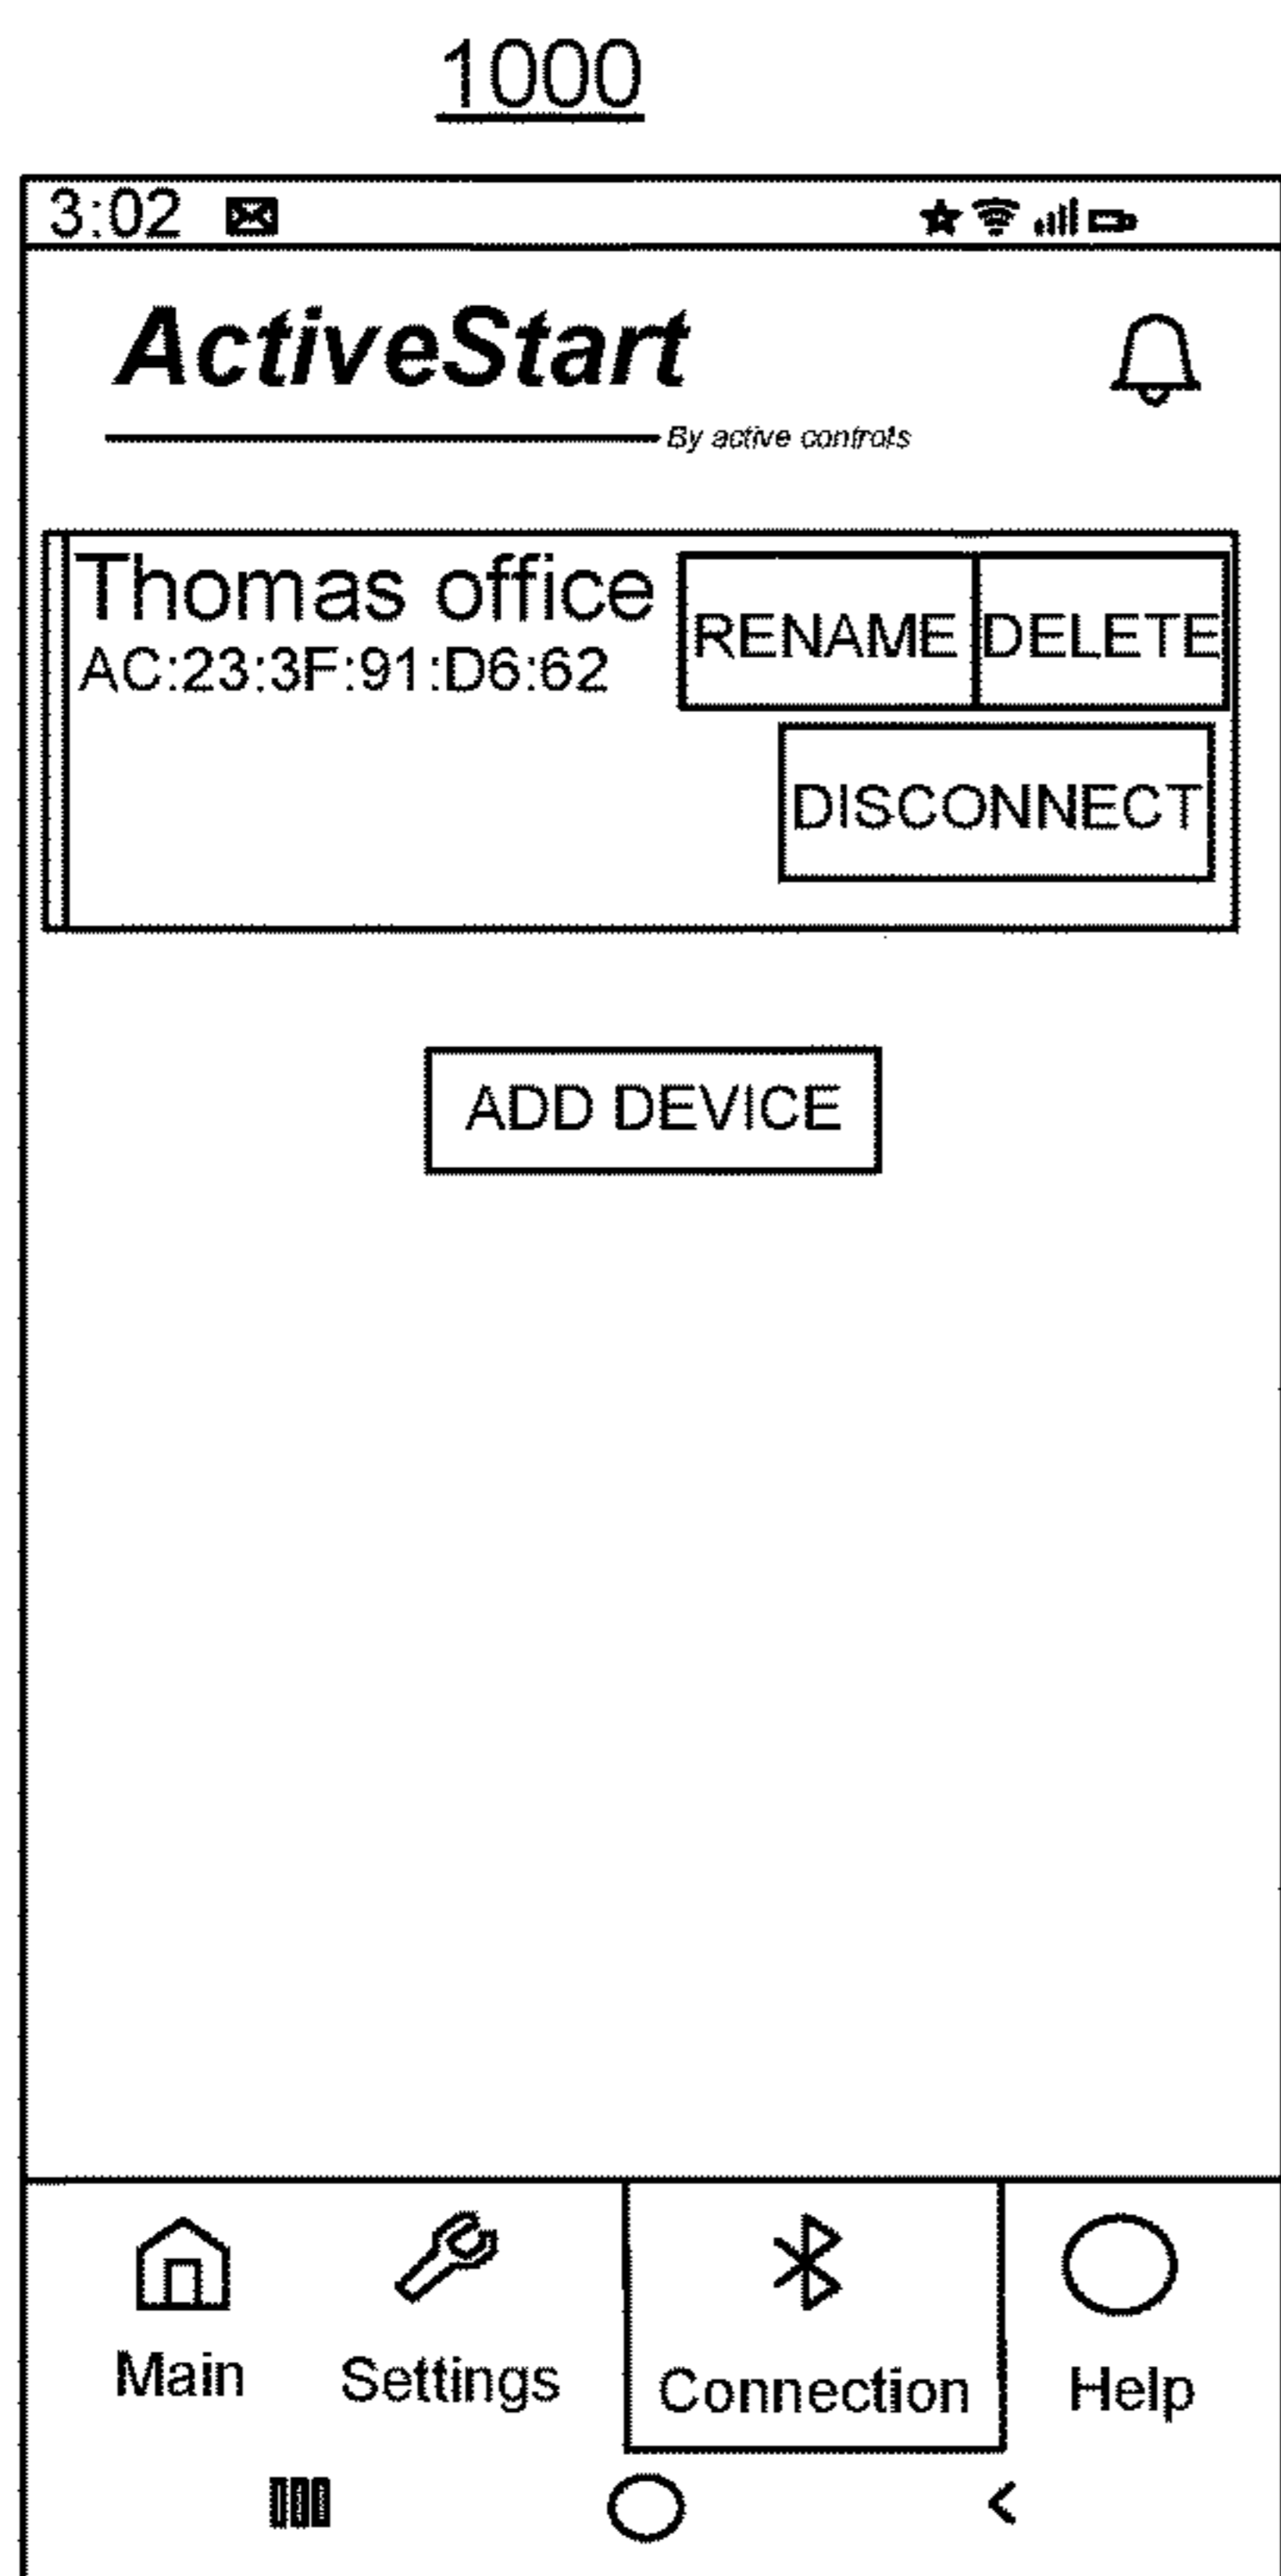 1000
3:02
ActiveStart
By active controls
Thomas office
RENAME DELETE
AC:23:3F:91:D6:62
DISCONNECT
ADD DEVICE
Main Settings Connection Help